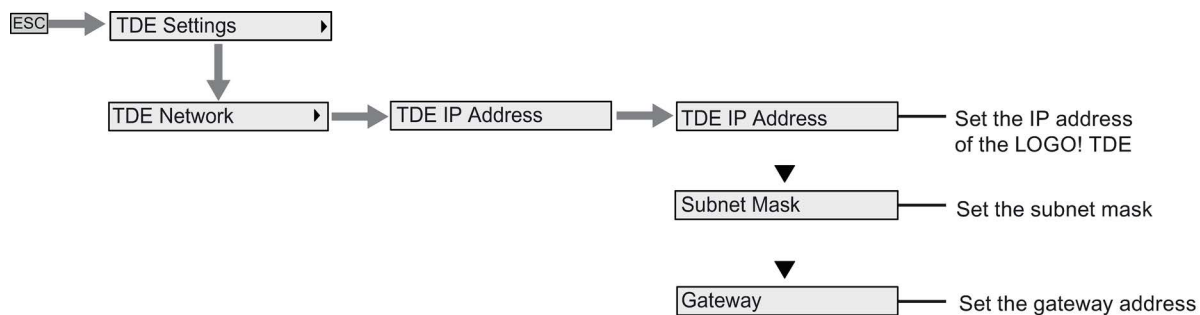 ESC
TDE Settings
TDE Network
TDE IP Address
TDE IP Address
Set the IP address
of the LOGO! TDE
Subnet Mask
Set the subnet mask
Gateway
Set the gateway address